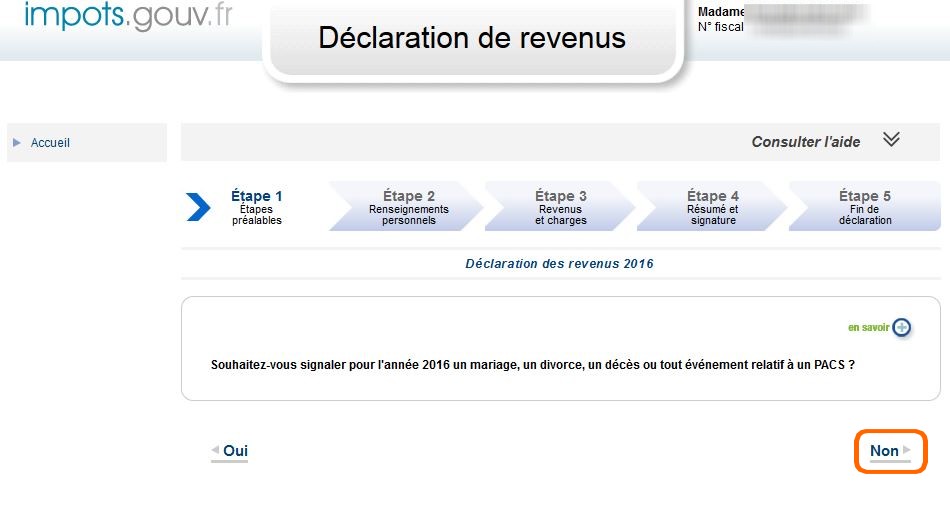 impots.gouv.fr
Déclaration de revenus
Madame
N° fiscal
Accueil
Consulter l'aide
Étape 1
Étapes
préalables
Étape 2
Renseignements
personnels
Étape 3
Revenus
et charges
Étape 4
Résumé et
signature
Étape 5
Fin de
déclaration
Déclaration des revenus 2016
en savoir
Souhaitez-vous signaler pour l'année 2016 un mariage, un divorce, un décès ou tout événement relatif à un PACS ?
Oui
Non